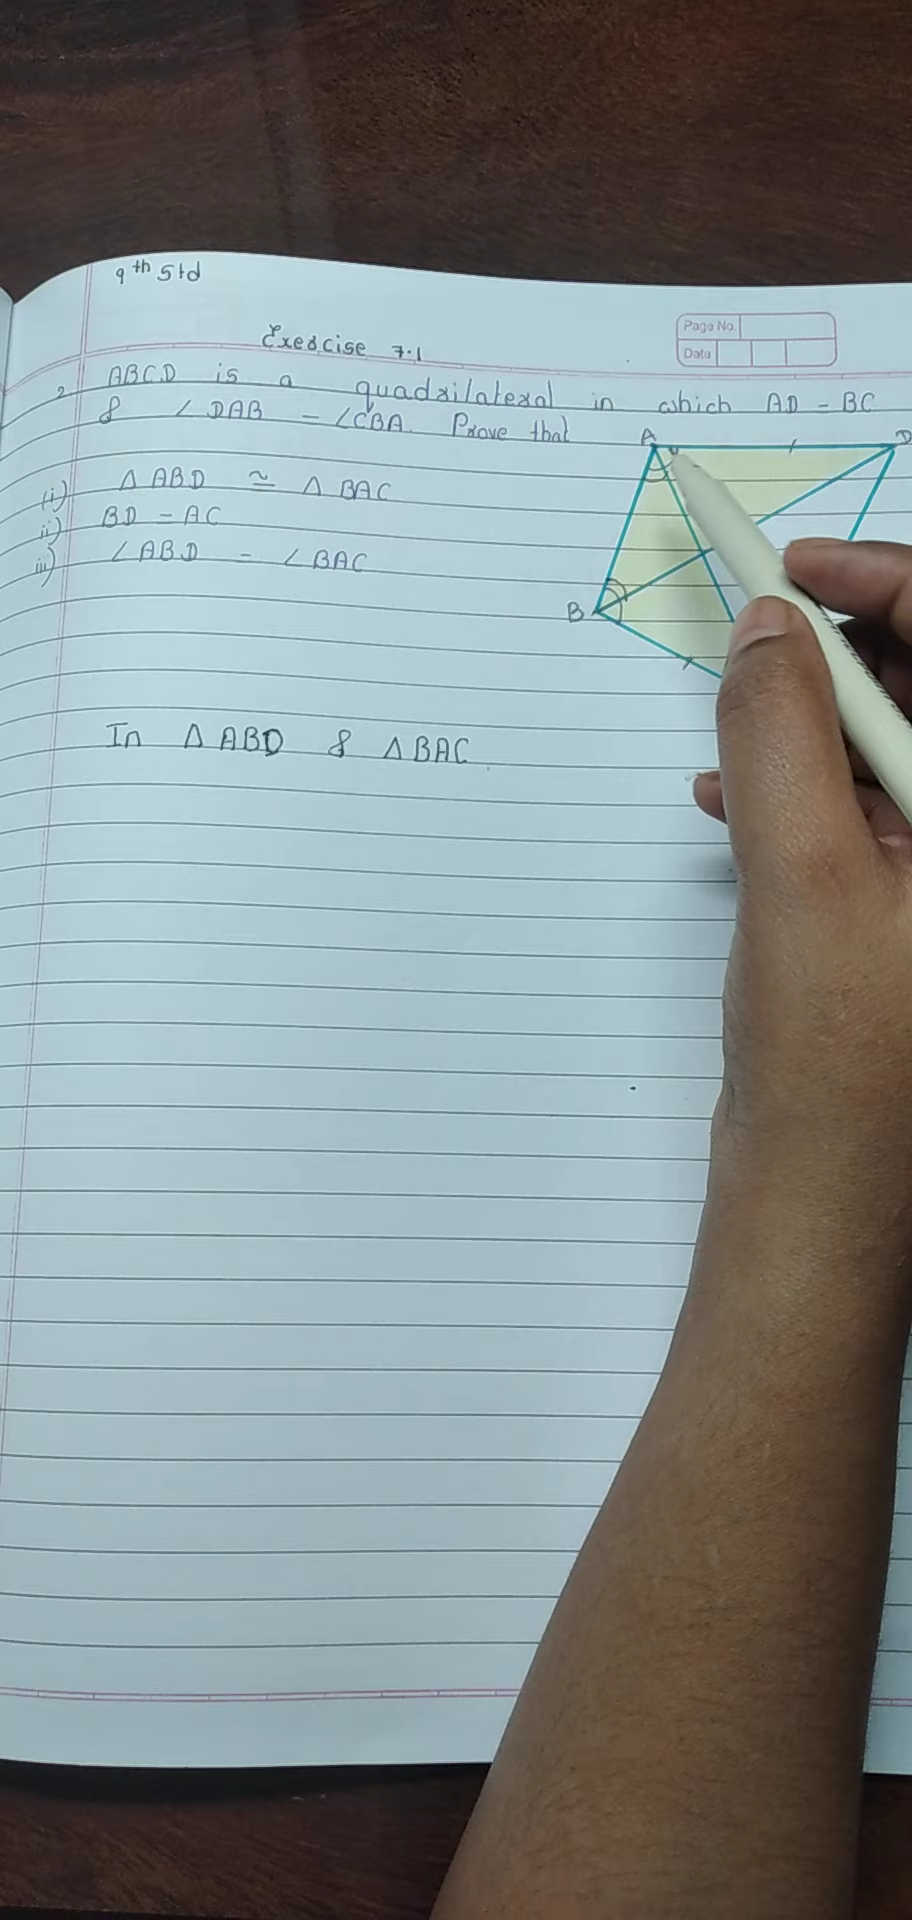 9th Std
Exercise 7.1
Page No
Date
2 ABCD is a quadrilateral in which AD = BC
& ∠DAB = ∠CBA. Prove that
A D
(i) △ ABD ≅ △ BAC
ii) BD = AC
iii) ∠ABD = ∠BAC
B
In △ ABD & △ BAC